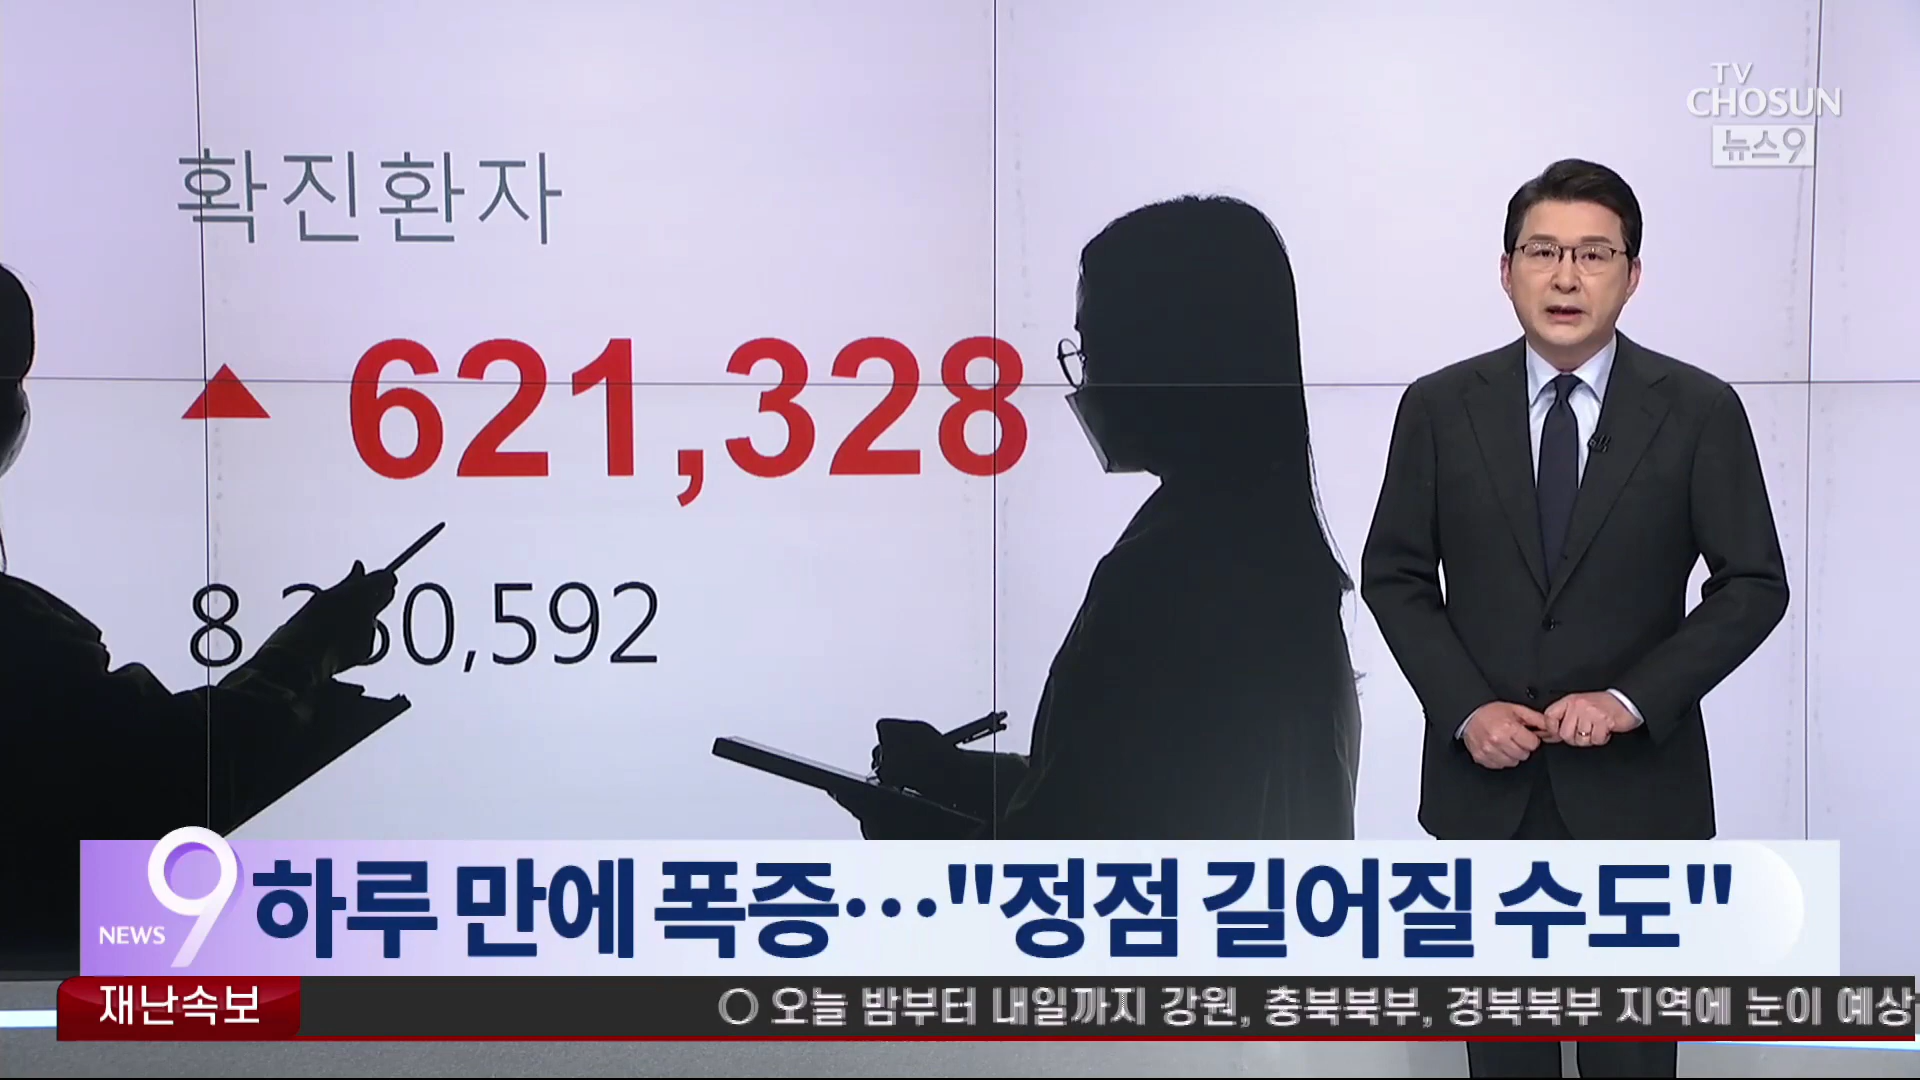 TV
CHOSUN
뉴스9
확진환자
▲ 621,328
,592
NEWS 9
하루 만에 폭증…"정점 길어질 수도"
재난속보
○ 오늘 밤부터 내일까지 강원, 충북북부, 경북북부 지역에 눈이 예상